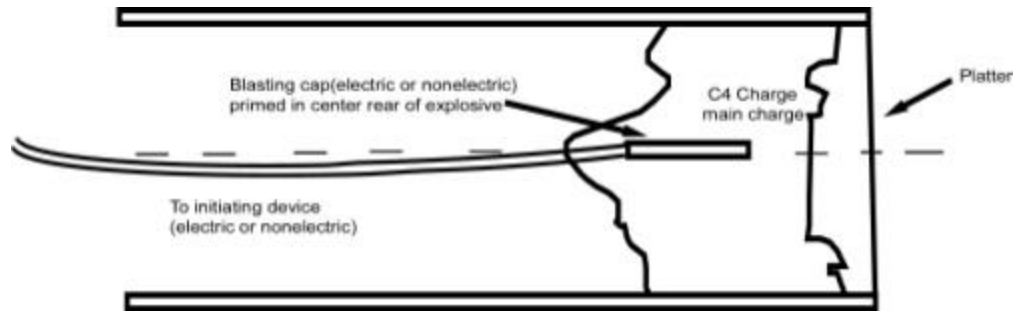 Blasting cap(electric or nonelectric)
primed in center rear of explosive
C4 Charge
main charge
Platter
To initiating device
(electric or nonelectric)